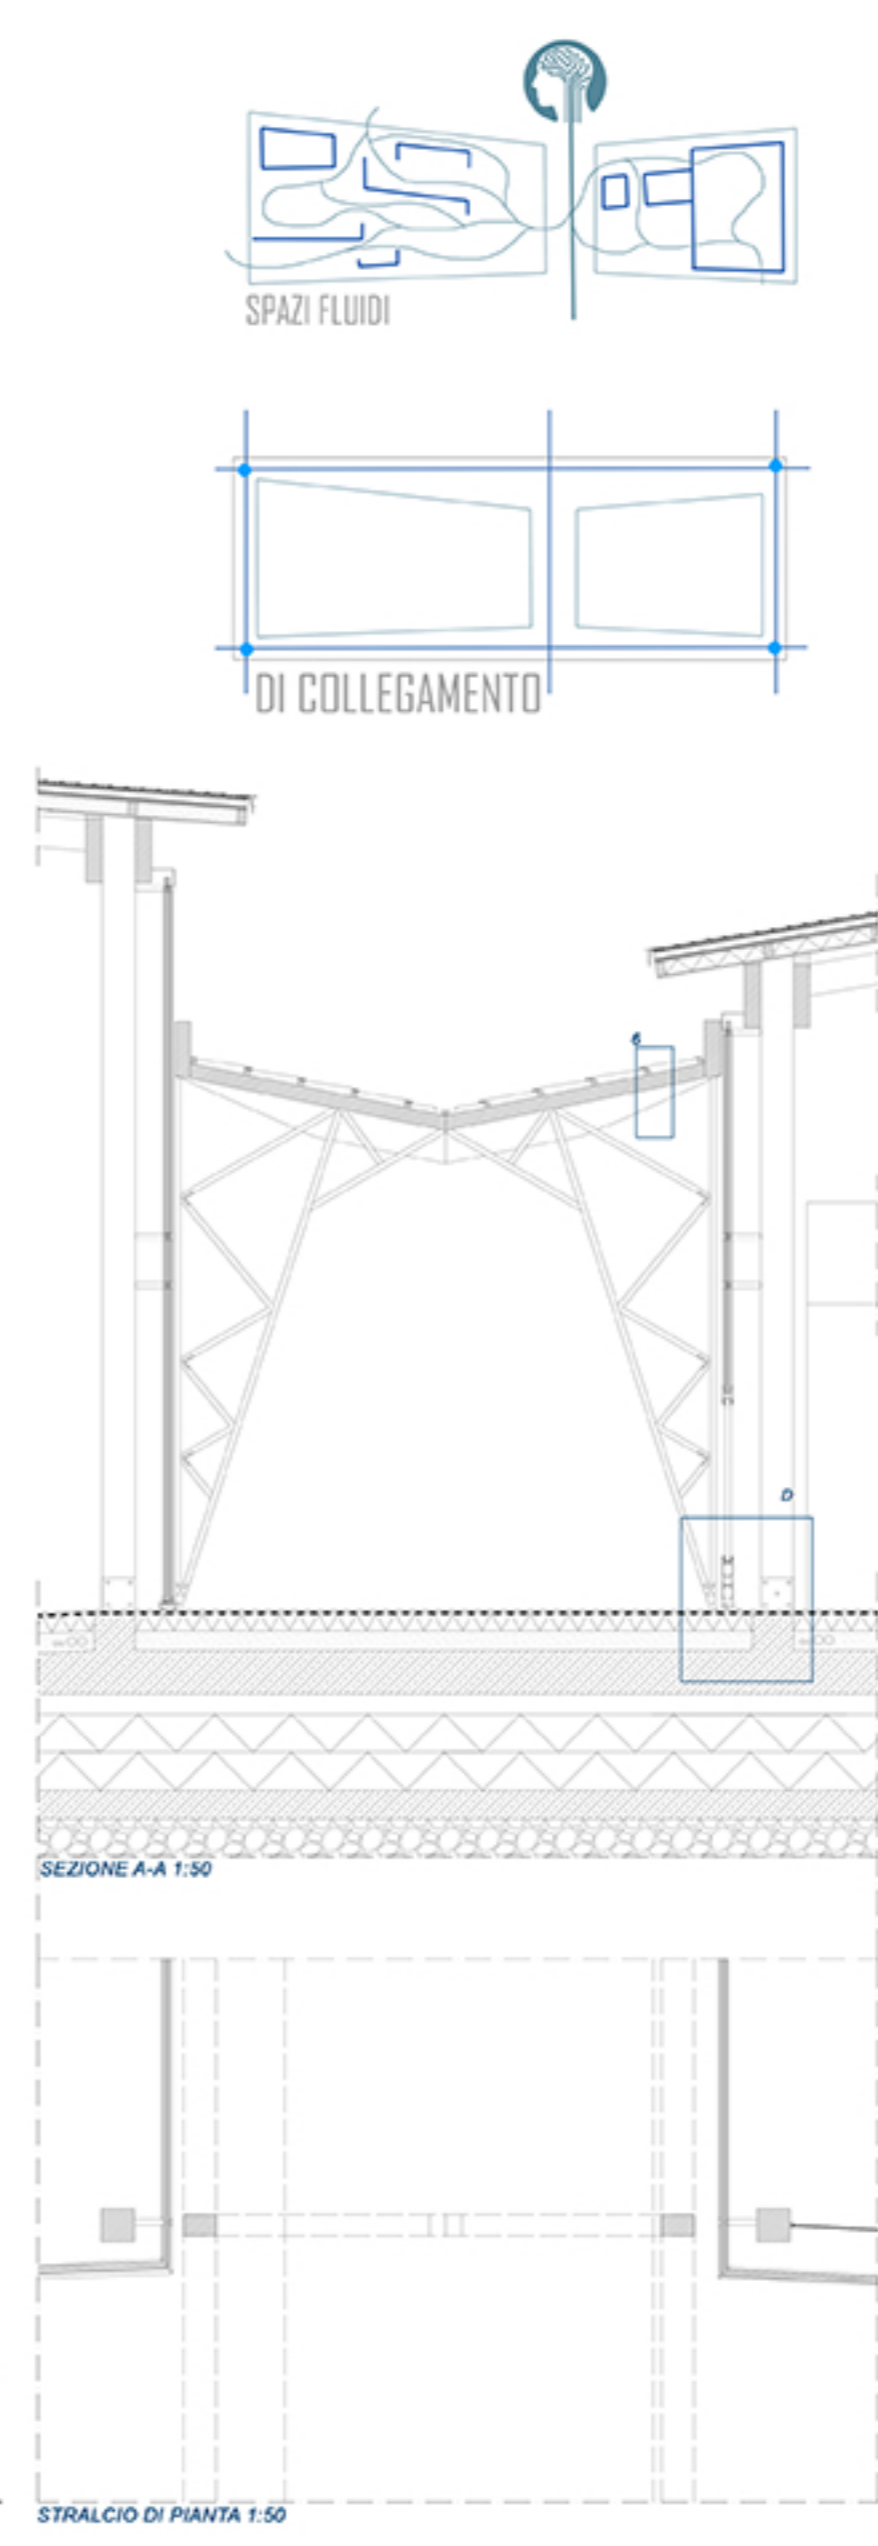 SPAZI FLUIDI
DI COLLEGAMENTO
D
SEZIONE A-A 1:50
STRALCIO DI PIANTA 1:50